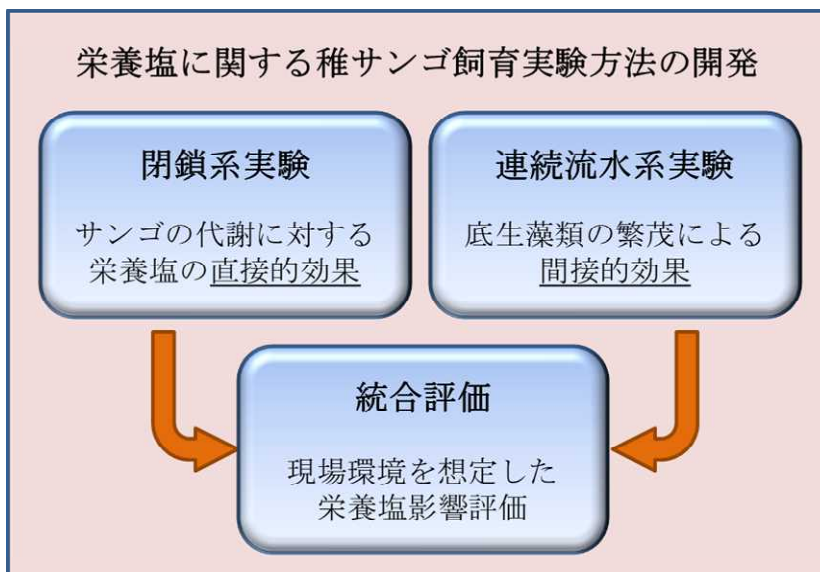 栄養塩に関する稚サンゴ飼育実験方法の開発
閉鎖系実験
サンゴの代謝に対する
栄養塩の直接的効果
連続流水系実験
底生藻類の繁茂による
間接的効果
統合評価
現場環境を想定した
栄養塩影響評価